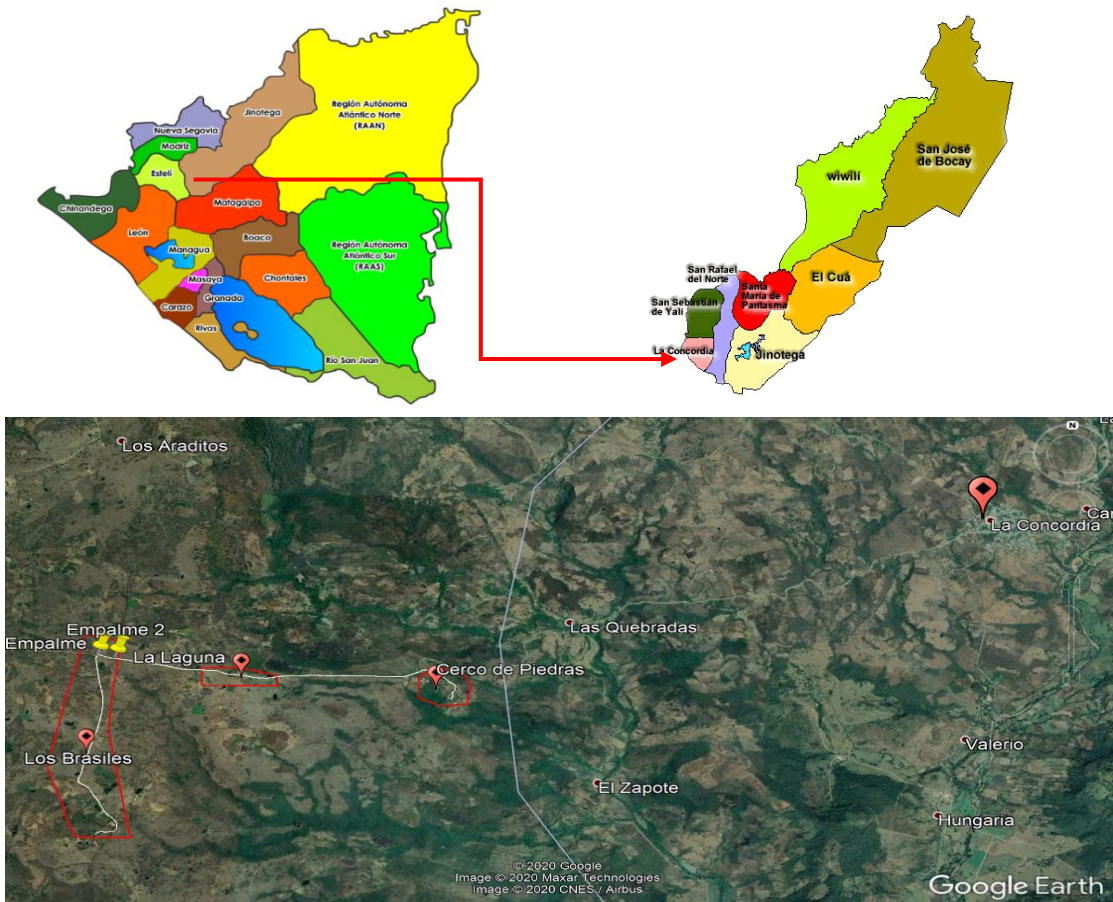 Jinotega
Región Autónoma
Atlántico Norte
(RAAN)
Nueva Segovia
Madriz
Estelí
Chinandega
Matagalpa
León
Boaco
Managua
Región Autónoma
Atlántico Sur
(RAAS)
Masaya
Chontales
Granada
Carazo
Rivas
Río San Juan
San José
de Bocay
wiwilí
San Rafael
del Norte
El Cuá
Santa
María de
Pantasma
San Sebastián
de Yalí
La Concordia
Jinotega
Los Araditos
N
La Concordia
Las Quebradas
Empalme 2
Empalme
La Laguna
Cerco de Piedras
Los Brasiles
Valerio
El Zapote
Hungaria
© 2020 Google
Image © 2020 Maxar Technologies
Image © 2020 CNES / Airbus
Google Earth